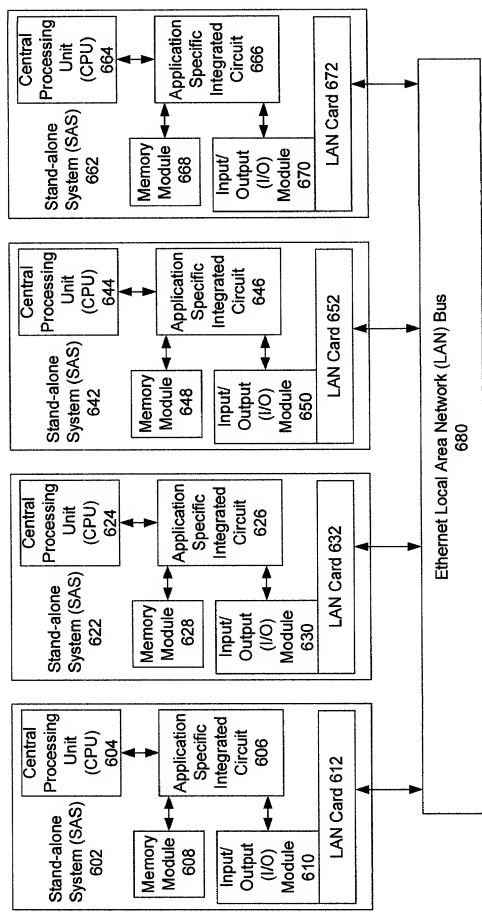 Stand-alone
System (SAS)
602
Central
Processing
Unit
(CPU)
604
Application
Specific
Integrated
Circuit
606
Memory
Module
608
Input/
Output
(I/O)
Module
610
LAN Card 612
Stand-alone
System (SAS)
622
Central
Processing
Unit
(CPU)
624
Application
Specific
Integrated
Circuit
626
Memory
Module
628
Input/
Output
(I/O)
Module
630
LAN Card 632
Stand-alone
System (SAS)
642
Central
Processing
Unit
(CPU)
644
Application
Specific
Integrated
Circuit
646
Memory
Module
648
Input/
Output
(I/O)
Module
650
LAN Card 652
Stand-alone
System (SAS)
662
Central
Processing
Unit (CPU)
664
Application
Specific
Integrated
Circuit
666
Memory
Module
668
Input/
Output
(I/O)
Module
670
LAN Card 672
Ethernet Local Area Network (LAN) Bus
680